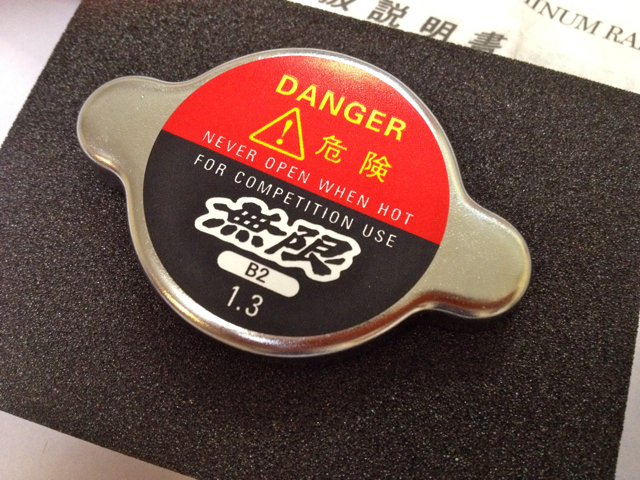 扱説明書
MINUM RA
DANGER
危険
NEVER OPEN WHEN HOT
FOR COMPETITION USE
無限
B2
1.3